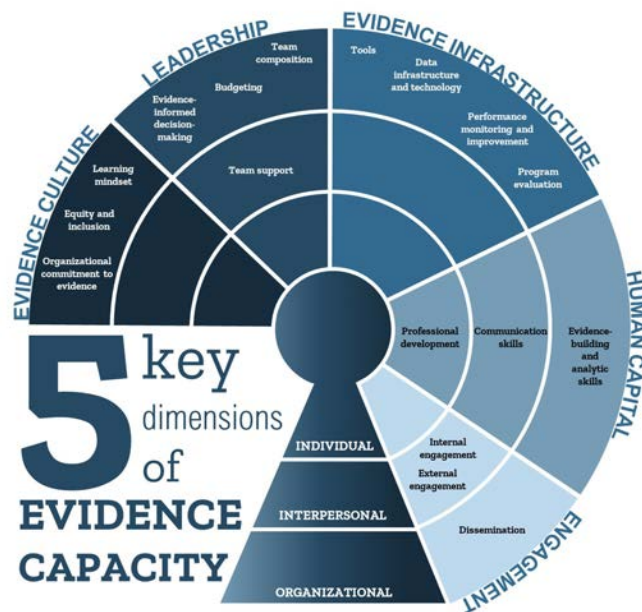 EVIDENCE CULTURE
Learning
mindset
Equity and
inclusion
Organizational
commitment to
evidence
LEADERSHIP
Team
composition
Budgeting
Evidence-
informed
decision-
making
Team support
EVIDENCE INFRASTRUCTURE
Tools
Data
infrastructure
and technology
Performance
monitoring and
improvement
Program
evaluation
HUMAN CAPITAL
Professional
development
Communication
skills
Evidence-
building and
analytic
skills
ENGAGEMENT
Internal
engagement
External
engagement
Dissemination
5 key
dimensions
of
EVIDENCE
CAPACITY
INDIVIDUAL
INTERPERSONAL
ORGANIZATIONAL